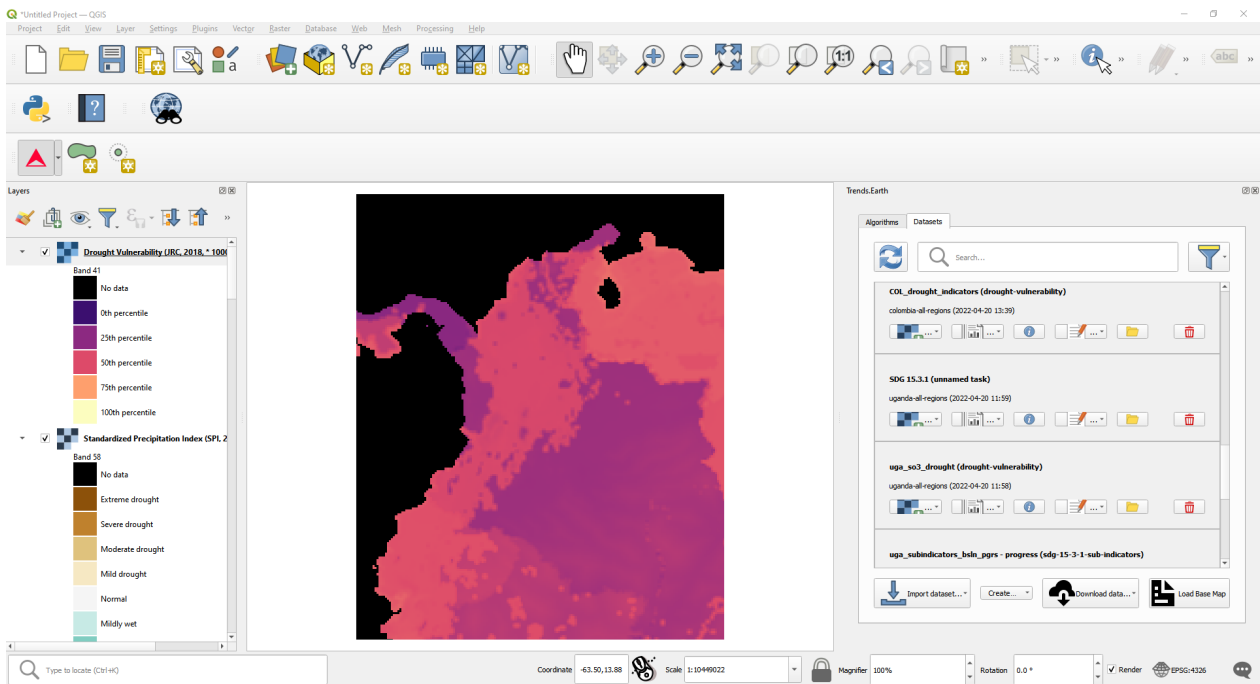 *Untitled Project — QGIS
Project Edit View Layer Settings Plugins Vector Raster Database Web Mesh Processing Help
a
1:1
abc
»
»
»
»
?
Layers
»
Drought Vulnerability (JRC, 2018, * 1000
Band 41
No data
0th percentile
25th percentile
50th percentile
75th percentile
100th percentile
Standardized Precipitation Index (SPI, 2
Band 58
No data
Extreme drought
Severe drought
Moderate drought
Mild drought
Normal
Mildly wet
Trends.Earth
Algorithms Datasets
Search...
COL_drought_indicators (drought-vulnerability)
colombia-all-regions (2022-04-20 13:39)
... ... i ...
SDG 15.3.1 (unnamed task)
uganda-all-regions (2022-04-20 11:59)
... ... i ...
uga_so3_drought (drought-vulnerability)
uganda-all-regions (2022-04-20 11:58)
... ... i ...
uga_subindicators_bsln_pgrs - progress (sdg-15-3-1-sub-indicators)
Import dataset... Create... Download data... Load Base Map
Type to locate (Ctrl+K)
Coordinate -63.50,13.88 Scale 1:10449022 Magnifier 100% Rotation 0.0 ° Render EPSG:4326